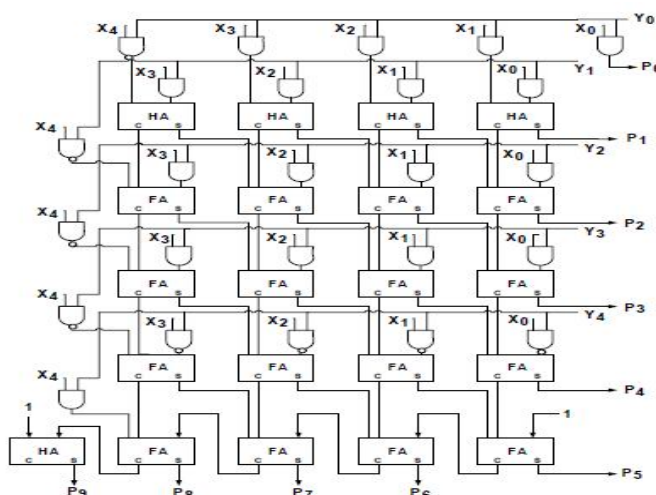 X4 X3 X2 X1 X0 Y0
X3 X2 X1 X0 Y1 P0
HA HA HA HA
C S C S C S C S
X4 P1
X3 X2 X1 X0 Y2
FA FA FA FA
C S C S C S C S
X4 P2
X3 X2 X1 X0 Y3
FA FA FA FA
C S C S C S C S
X4 P3
X3 X2 X1 X0 Y4
FA FA FA FA
C S C S C S C S
X4 P4
1 1
HA FA FA FA FA
C S C S C S C S C S
P5
P9 P8 P7 P6